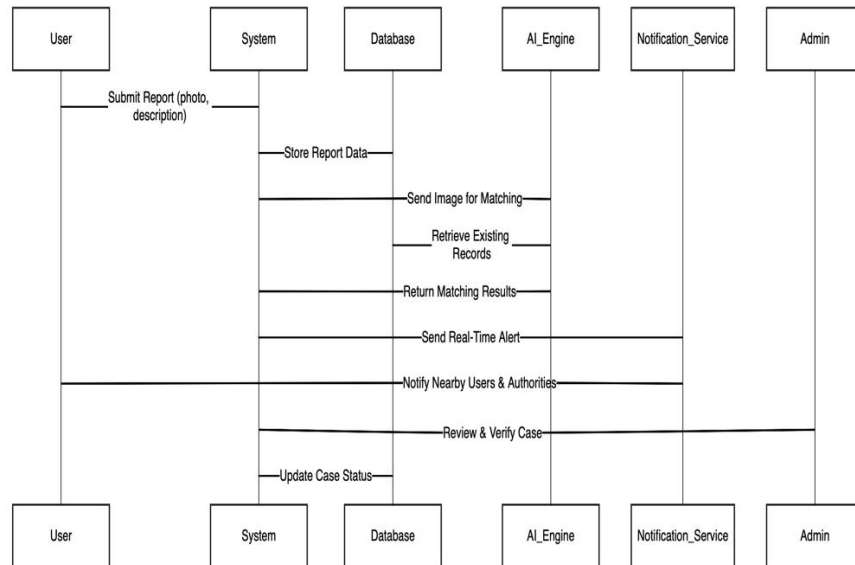 User
System
Database
AI_Engine
Notification_Service
Admin
Submit Report (photo,
description)
Store Report Data
Send Image for Matching
Retrieve Existing
Records
Return Matching Results
Send Real-Time Alert
Notify Nearby Users & Authorities
Review & Verify Case
Update Case Status
User
System
Database
AI_Engine
Notification_Service
Admin